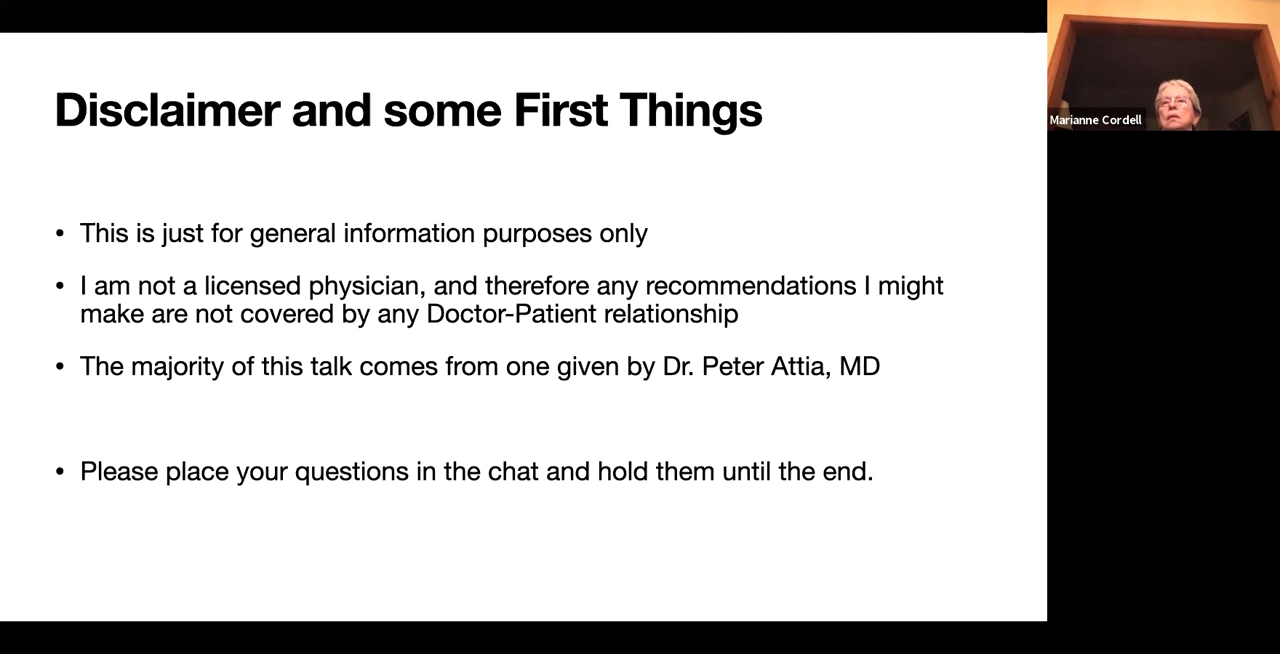 Disclaimer and some First Things
• This is just for general information purposes only
• I am not a licensed physician, and therefore any recommendations I might
make are not covered by any Doctor-Patient relationship
• The majority of this talk comes from one given by Dr. Peter Attia, MD
• Please place your questions in the chat and hold them until the end.
Marianne Cordell